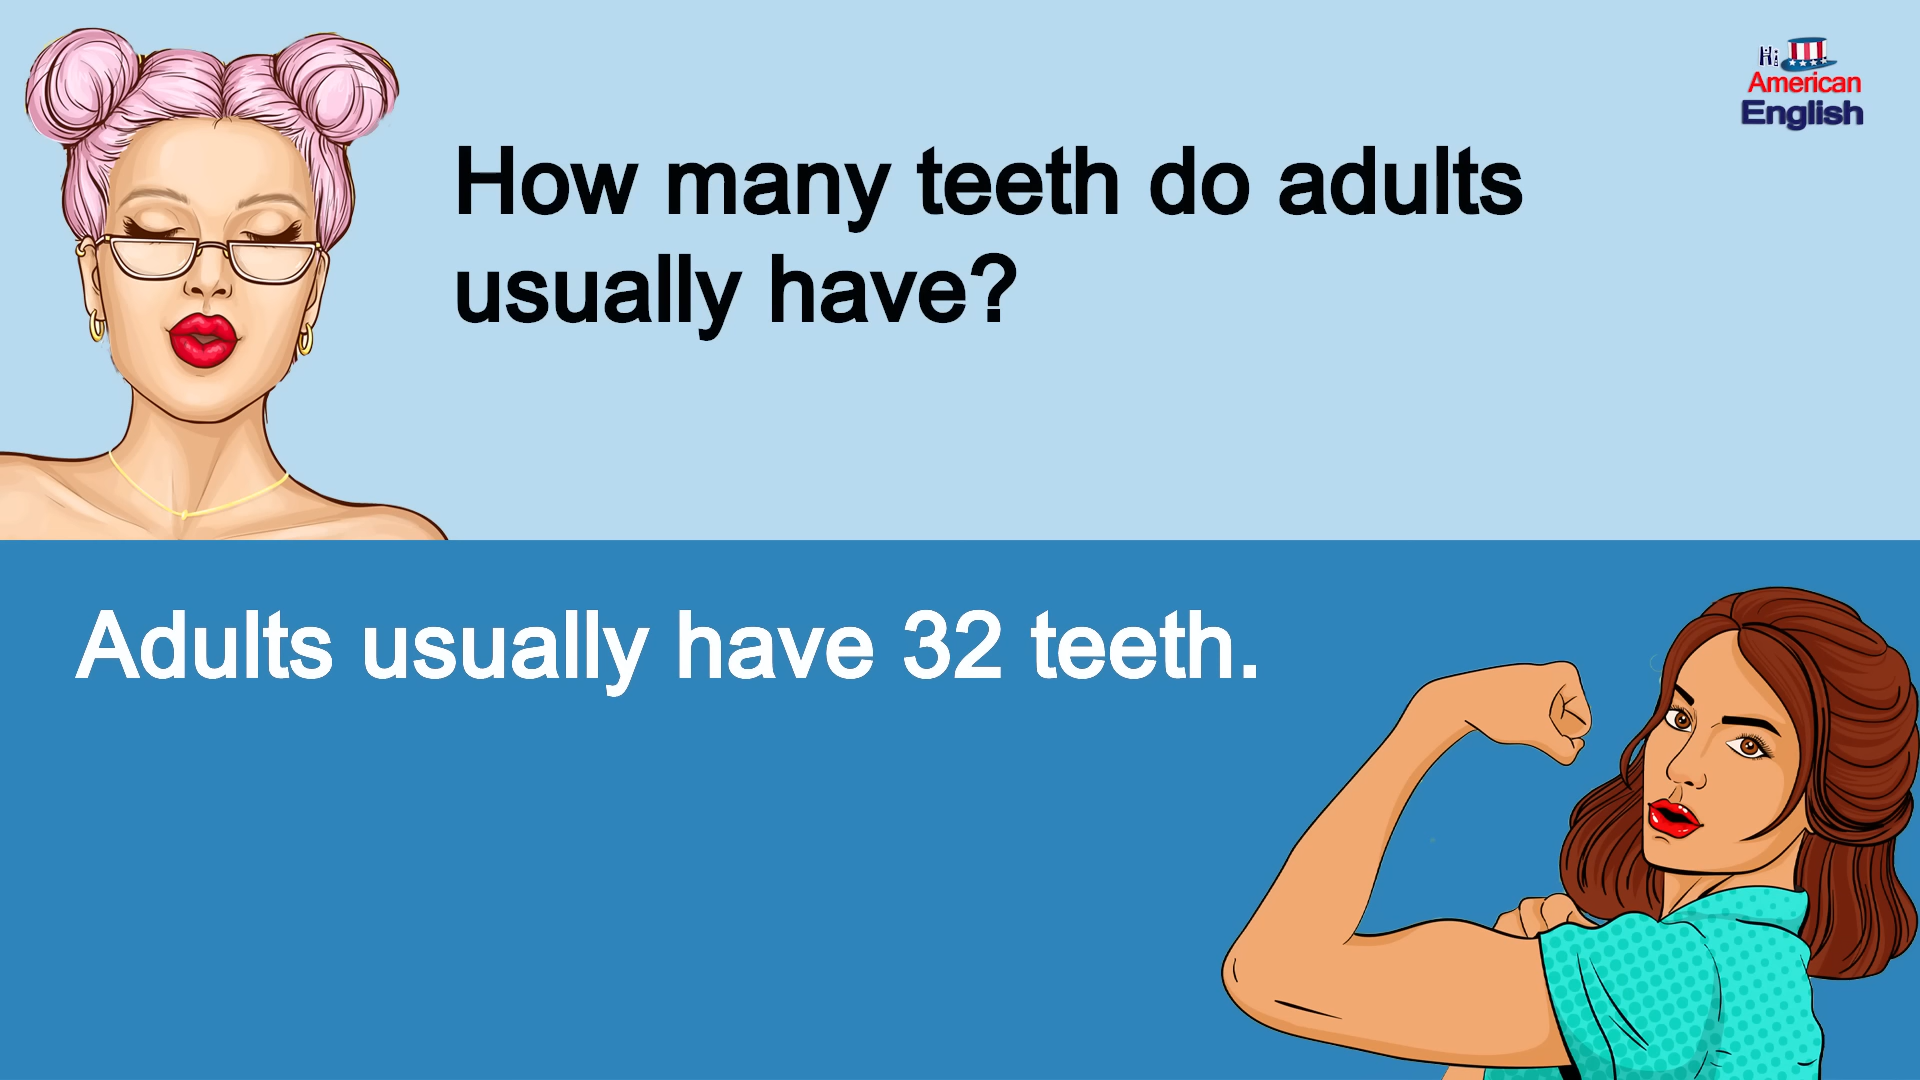 Hi
American
English
How many teeth do adults
usually have?
Adults usually have 32 teeth.